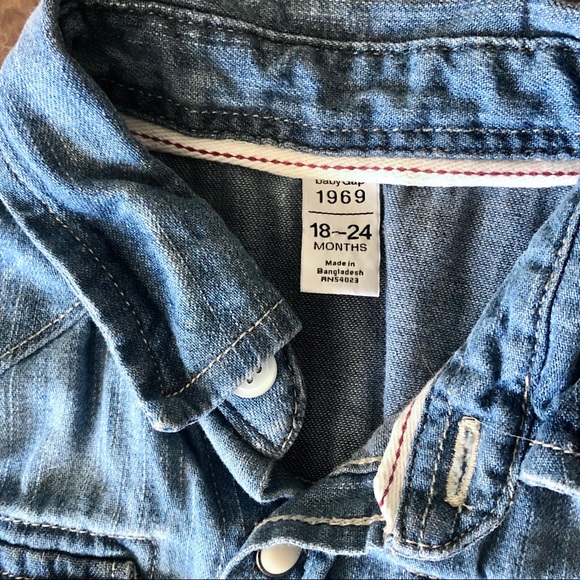 babyGap
1969
18-24
MONTHS
Made in
Bangladesh
RN54023